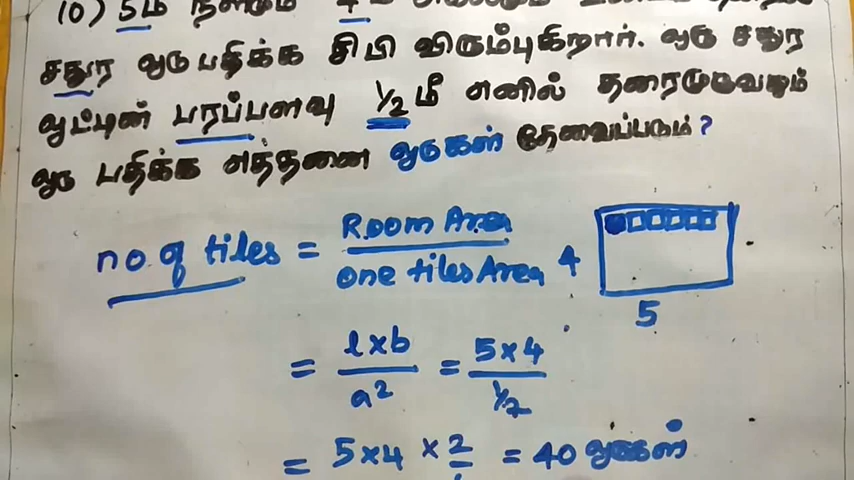 10) 5மீ நீளமும் 4மீ
சதுர ஓடு பதிக்க சிபி விரும்புகிறார். ஒரு சதுர
ஓட்டின் பரப்பளவு 1/2 மீ எனில் தரைமுழுவதும்
ஓடு பதிக்க எத்தனை ஓடுகள் தேவைப்படும்?
no of tiles = Room Area / one tiles Area
4
5
= l×b / a² = 5×4 / 1/2
= 5×4 × 2/ = 40 ஓடுகள்